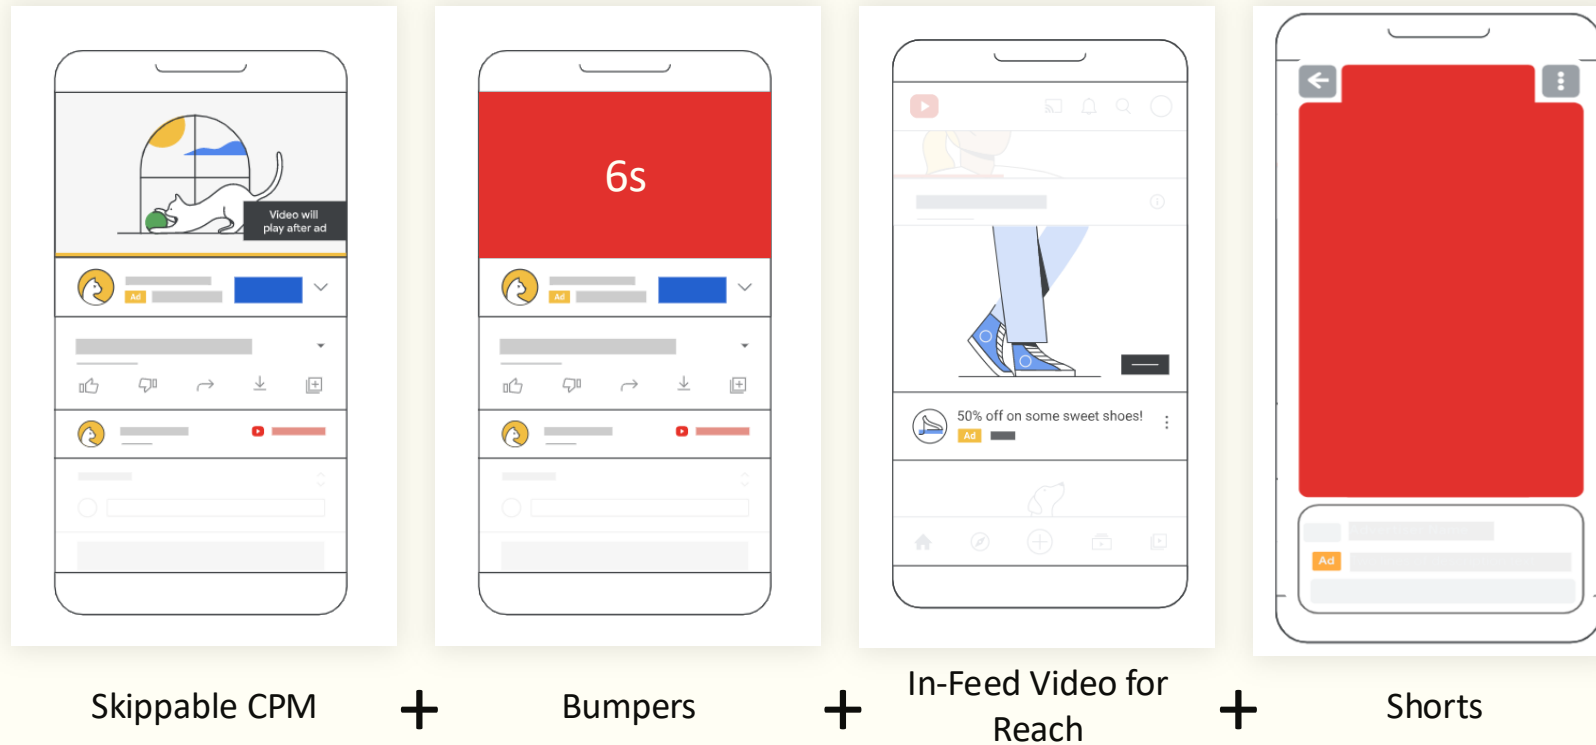 Video will
play after ad
Ad
6s
Ad
50% off on some sweet shoes!
Ad
Ad
Skippable CPM
+
Bumpers
+
In-Feed Video for
Reach
+
Shorts